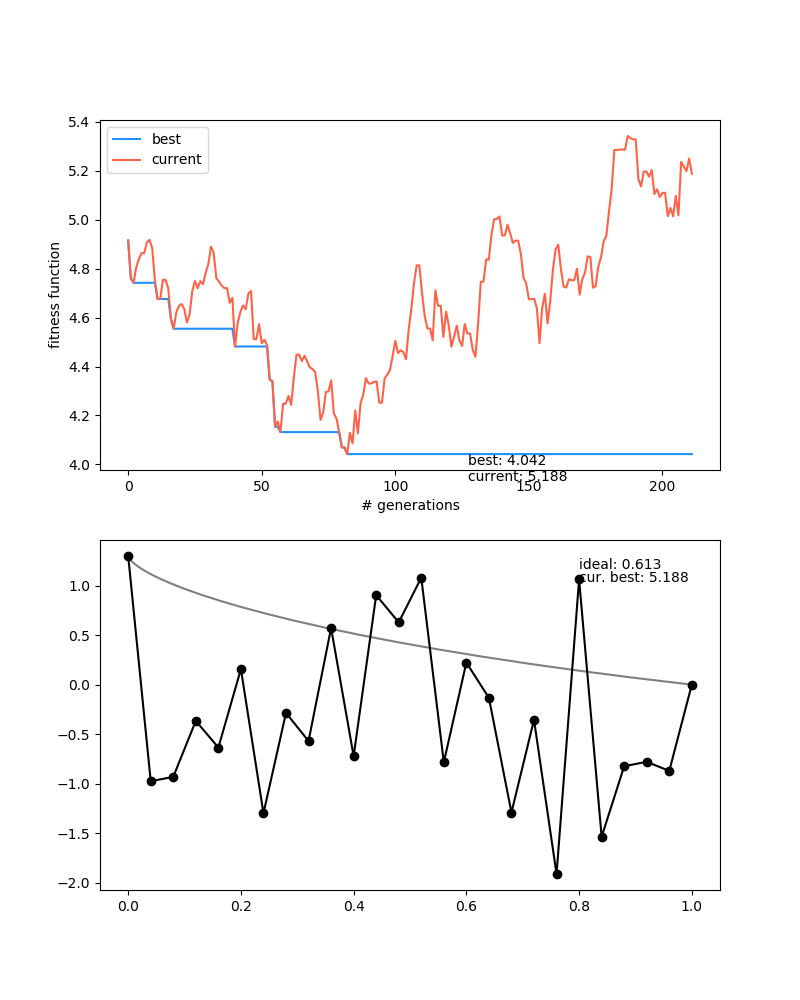 5.4
5.2
5.0
4.8
4.6
4.4
4.2
4.0
fitness function
best
current
best: 4.042
current: 5.188
0 50 100 150 200
# generations
1.0
0.5
0.0
−0.5
−1.0
−1.5
−2.0
ideal: 0.613
cur. best: 5.188
0.0 0.2 0.4 0.6 0.8 1.0